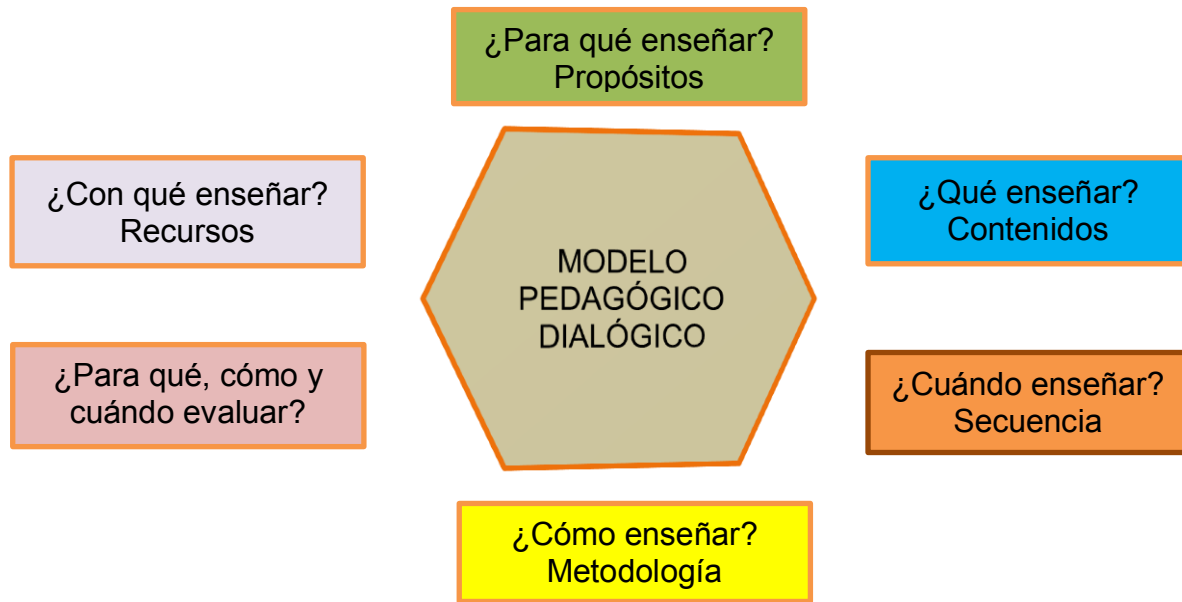 ¿Para qué enseñar?
Propósitos
¿Con qué enseñar?
Recursos
¿Qué enseñar?
Contenidos
MODELO
PEDAGÓGICO
DIALÓGICO
¿Para qué, cómo y
cuándo evaluar?
¿Cuándo enseñar?
Secuencia
¿Cómo enseñar?
Metodología